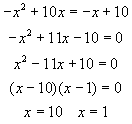 −x² + 10x = −x + 10
−x² + 11x − 10 = 0
x² − 11x + 10 = 0
(x − 10)(x − 1) = 0
x = 10    x = 1